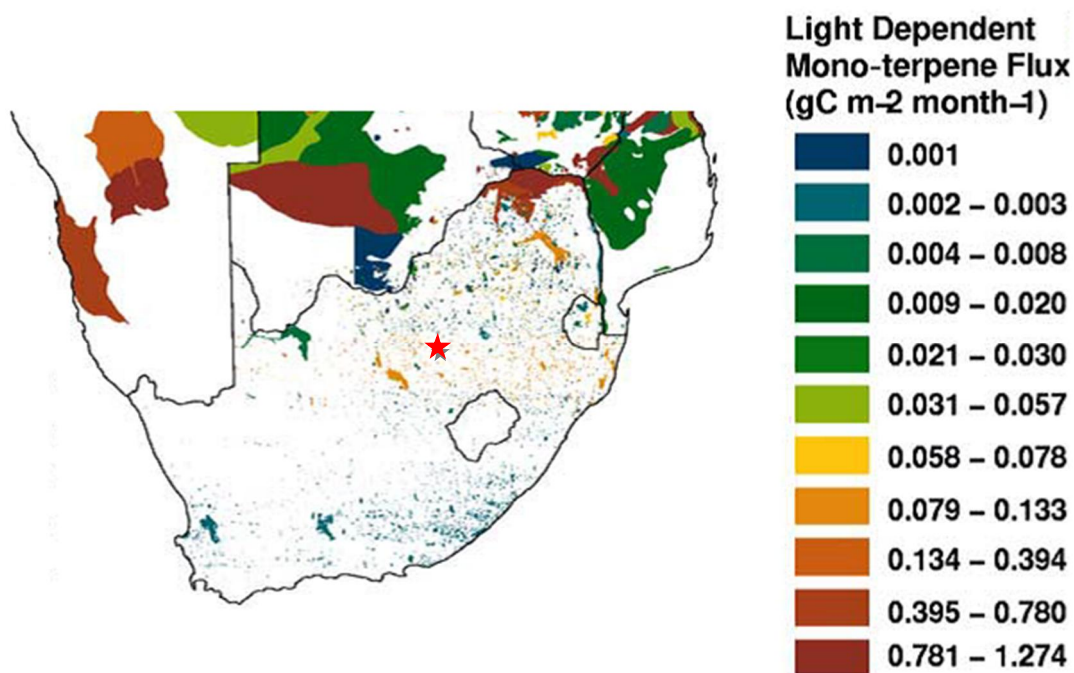 Light Dependent
Mono-terpene Flux
(gC m-2 month-1)
0.001
0.002 - 0.003
0.004 - 0.008
0.009 - 0.020
0.021 - 0.030
0.031 - 0.057
0.058 - 0.078
0.079 - 0.133
0.134 - 0.394
0.395 - 0.780
0.781 - 1.274